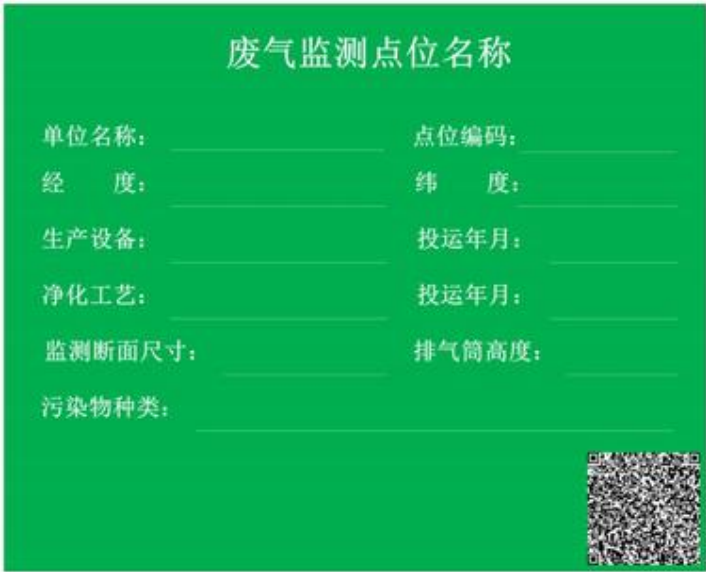 废气监测点位名称
单位名称： 点位编码：
经 度： 纬 度：
生产设备： 投运年月：
净化工艺： 投运年月：
监测断面尺寸： 排气筒高度：
污染物种类：